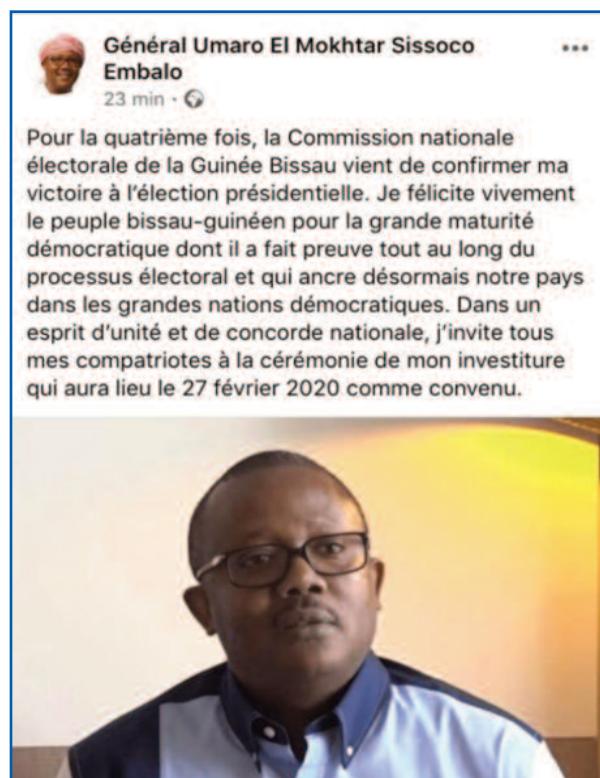 Général Umaro El Mokhtar Sissoco
Embalo
23 min ·
Pour la quatrième fois, la Commission nationale
électorale de la Guinée Bissau vient de confirmer ma
victoire à l'élection présidentielle. Je félicite vivement
le peuple bissau-guinéen pour la grande maturité
démocratique dont il a fait preuve tout au long du
processus électoral et qui ancre désormais notre pays
dans les grandes nations démocratiques. Dans un
esprit d'unité et de concorde nationale, j'invite tous
mes compatriotes à la cérémonie de mon investiture
qui aura lieu le 27 février 2020 comme convenu.